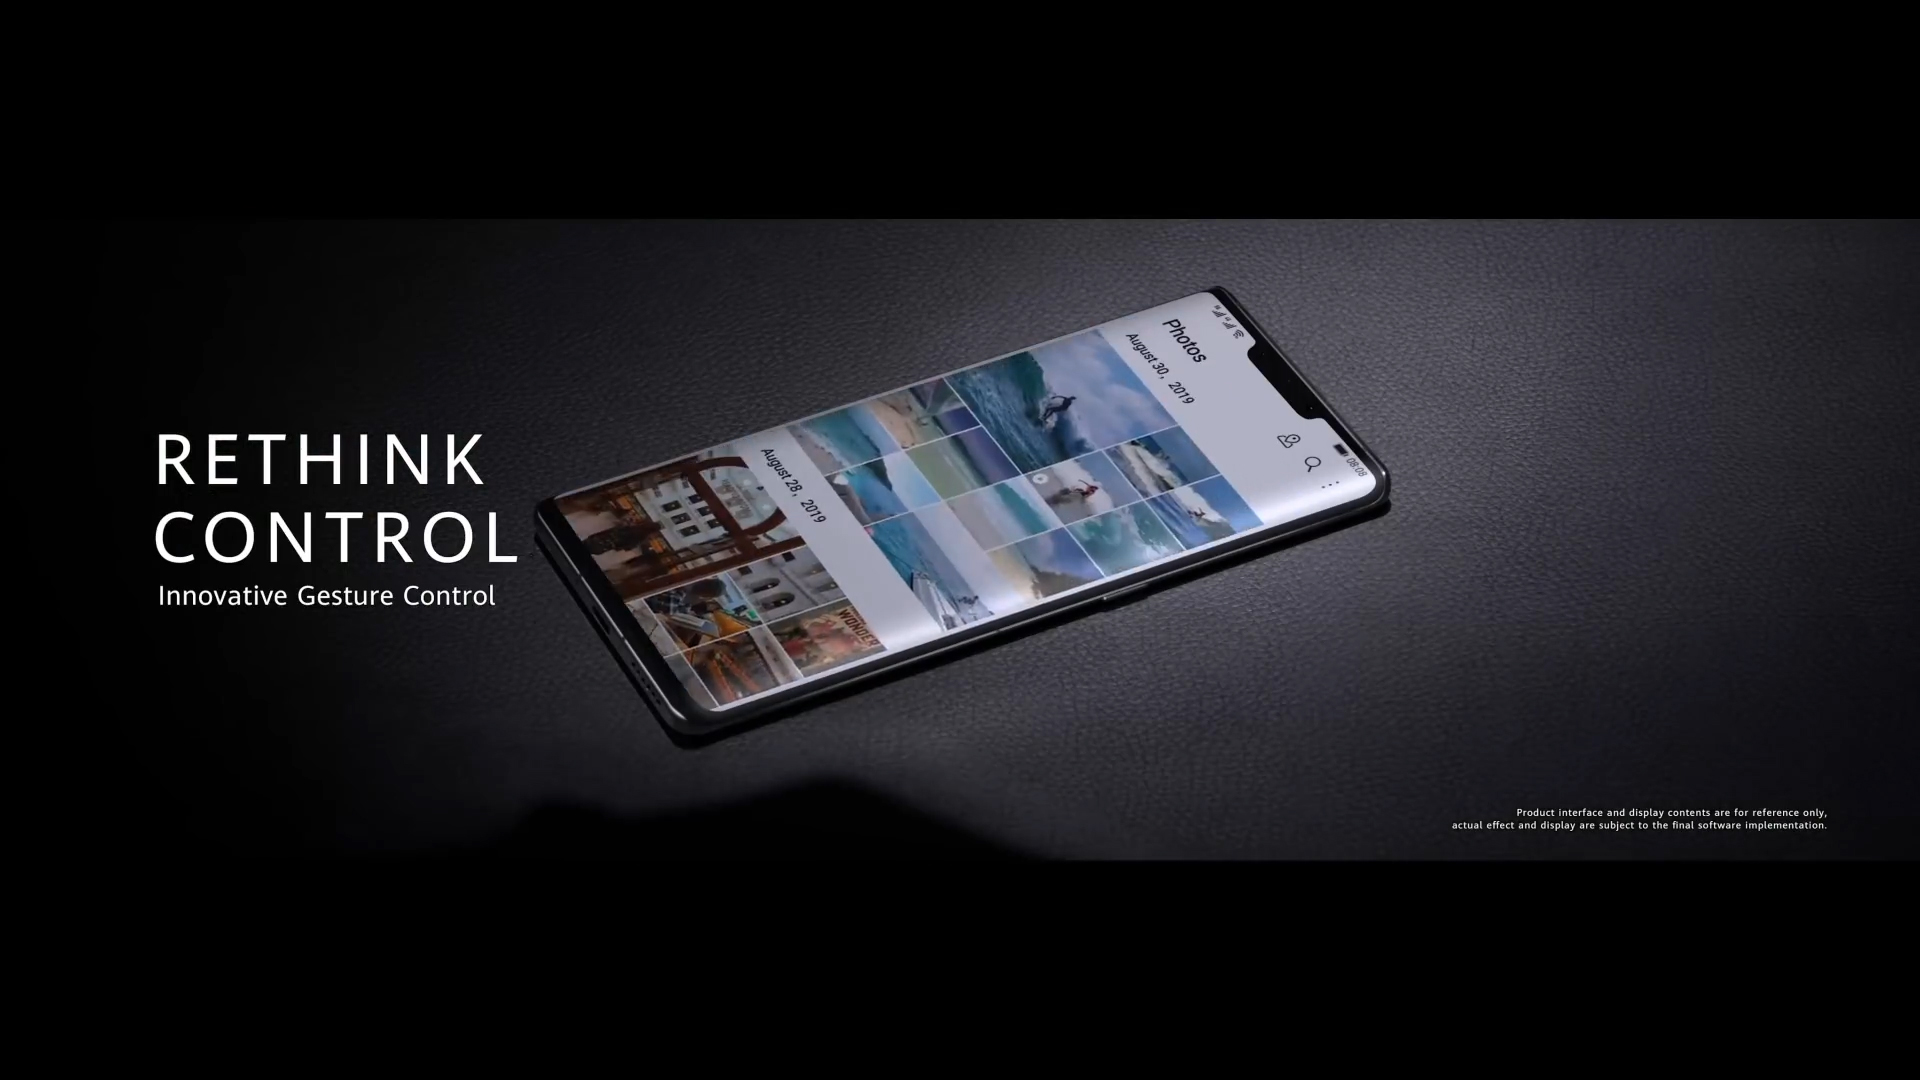 RETHINK
CONTROL
Innovative Gesture Control
08:08
Photos
August 30, 2019
August 28, 2019
WONDER
Product interface and display contents are for reference only,
actual effect and display are subject to the final software implementation.